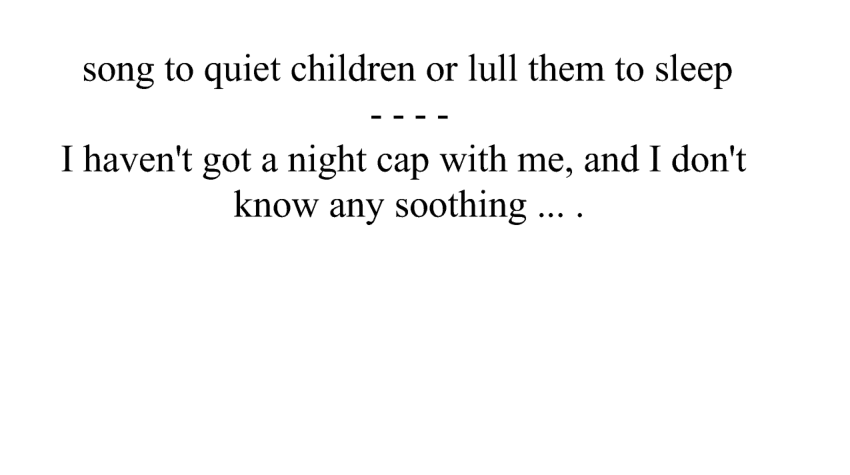 song to quiet children or lull them to sleep
- - - -
I haven't got a night cap with me, and I don't
know any soothing ... .